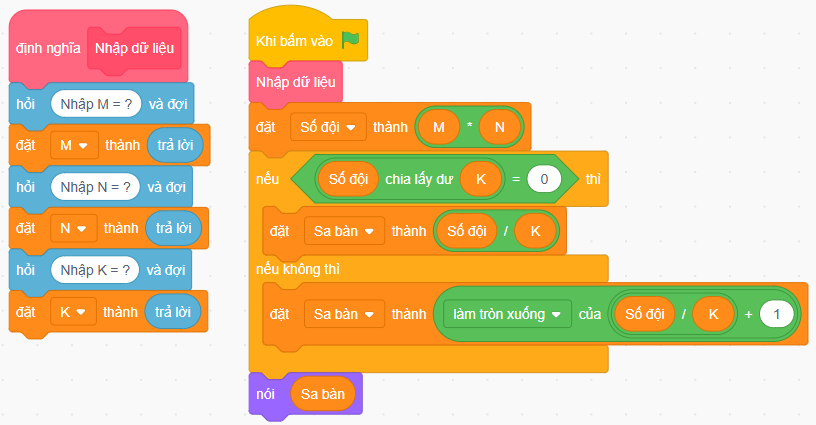 định nghĩa Nhập dữ liệu
hỏi Nhập M = ? và đợi
đặt M thành trả lời
hỏi Nhập N = ? và đợi
đặt N thành trả lời
hỏi Nhập K = ? và đợi
đặt K thành trả lời
Khi bấm vào
Nhập dữ liệu
đặt Số đội thành M * N
nếu Số đội chia lấy dư K = 0 thì
đặt Sa bàn thành Số đội / K
nếu không thì
đặt Sa bàn thành làm tròn xuống của Số đội / K + 1
nói Sa bàn